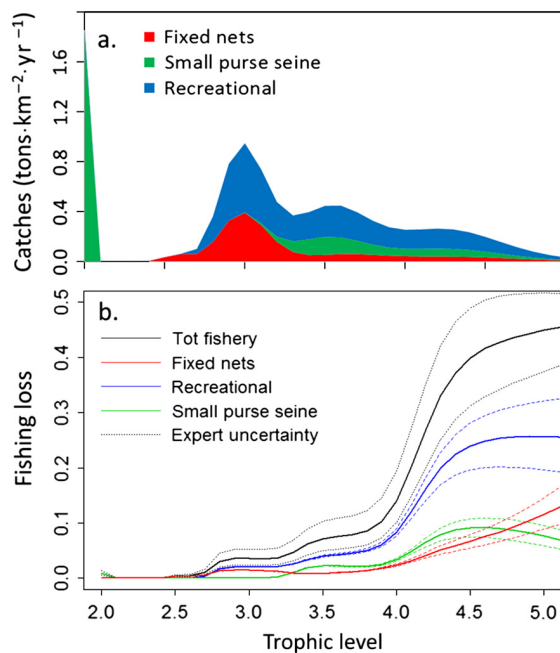 a.
Fixed nets
Small purse seine
Recreational
Catches (tons·km⁻²·yr⁻¹)
1.6
1.2
0.8
0.4
0.0
b.
Tot fishery
Fixed nets
Recreational
Small purse seine
Expert uncertainty
Fishing loss
0.5
0.4
0.3
0.2
0.1
0.0
2.0 2.5 3.0 3.5 4.0 4.5 5.0
Trophic level